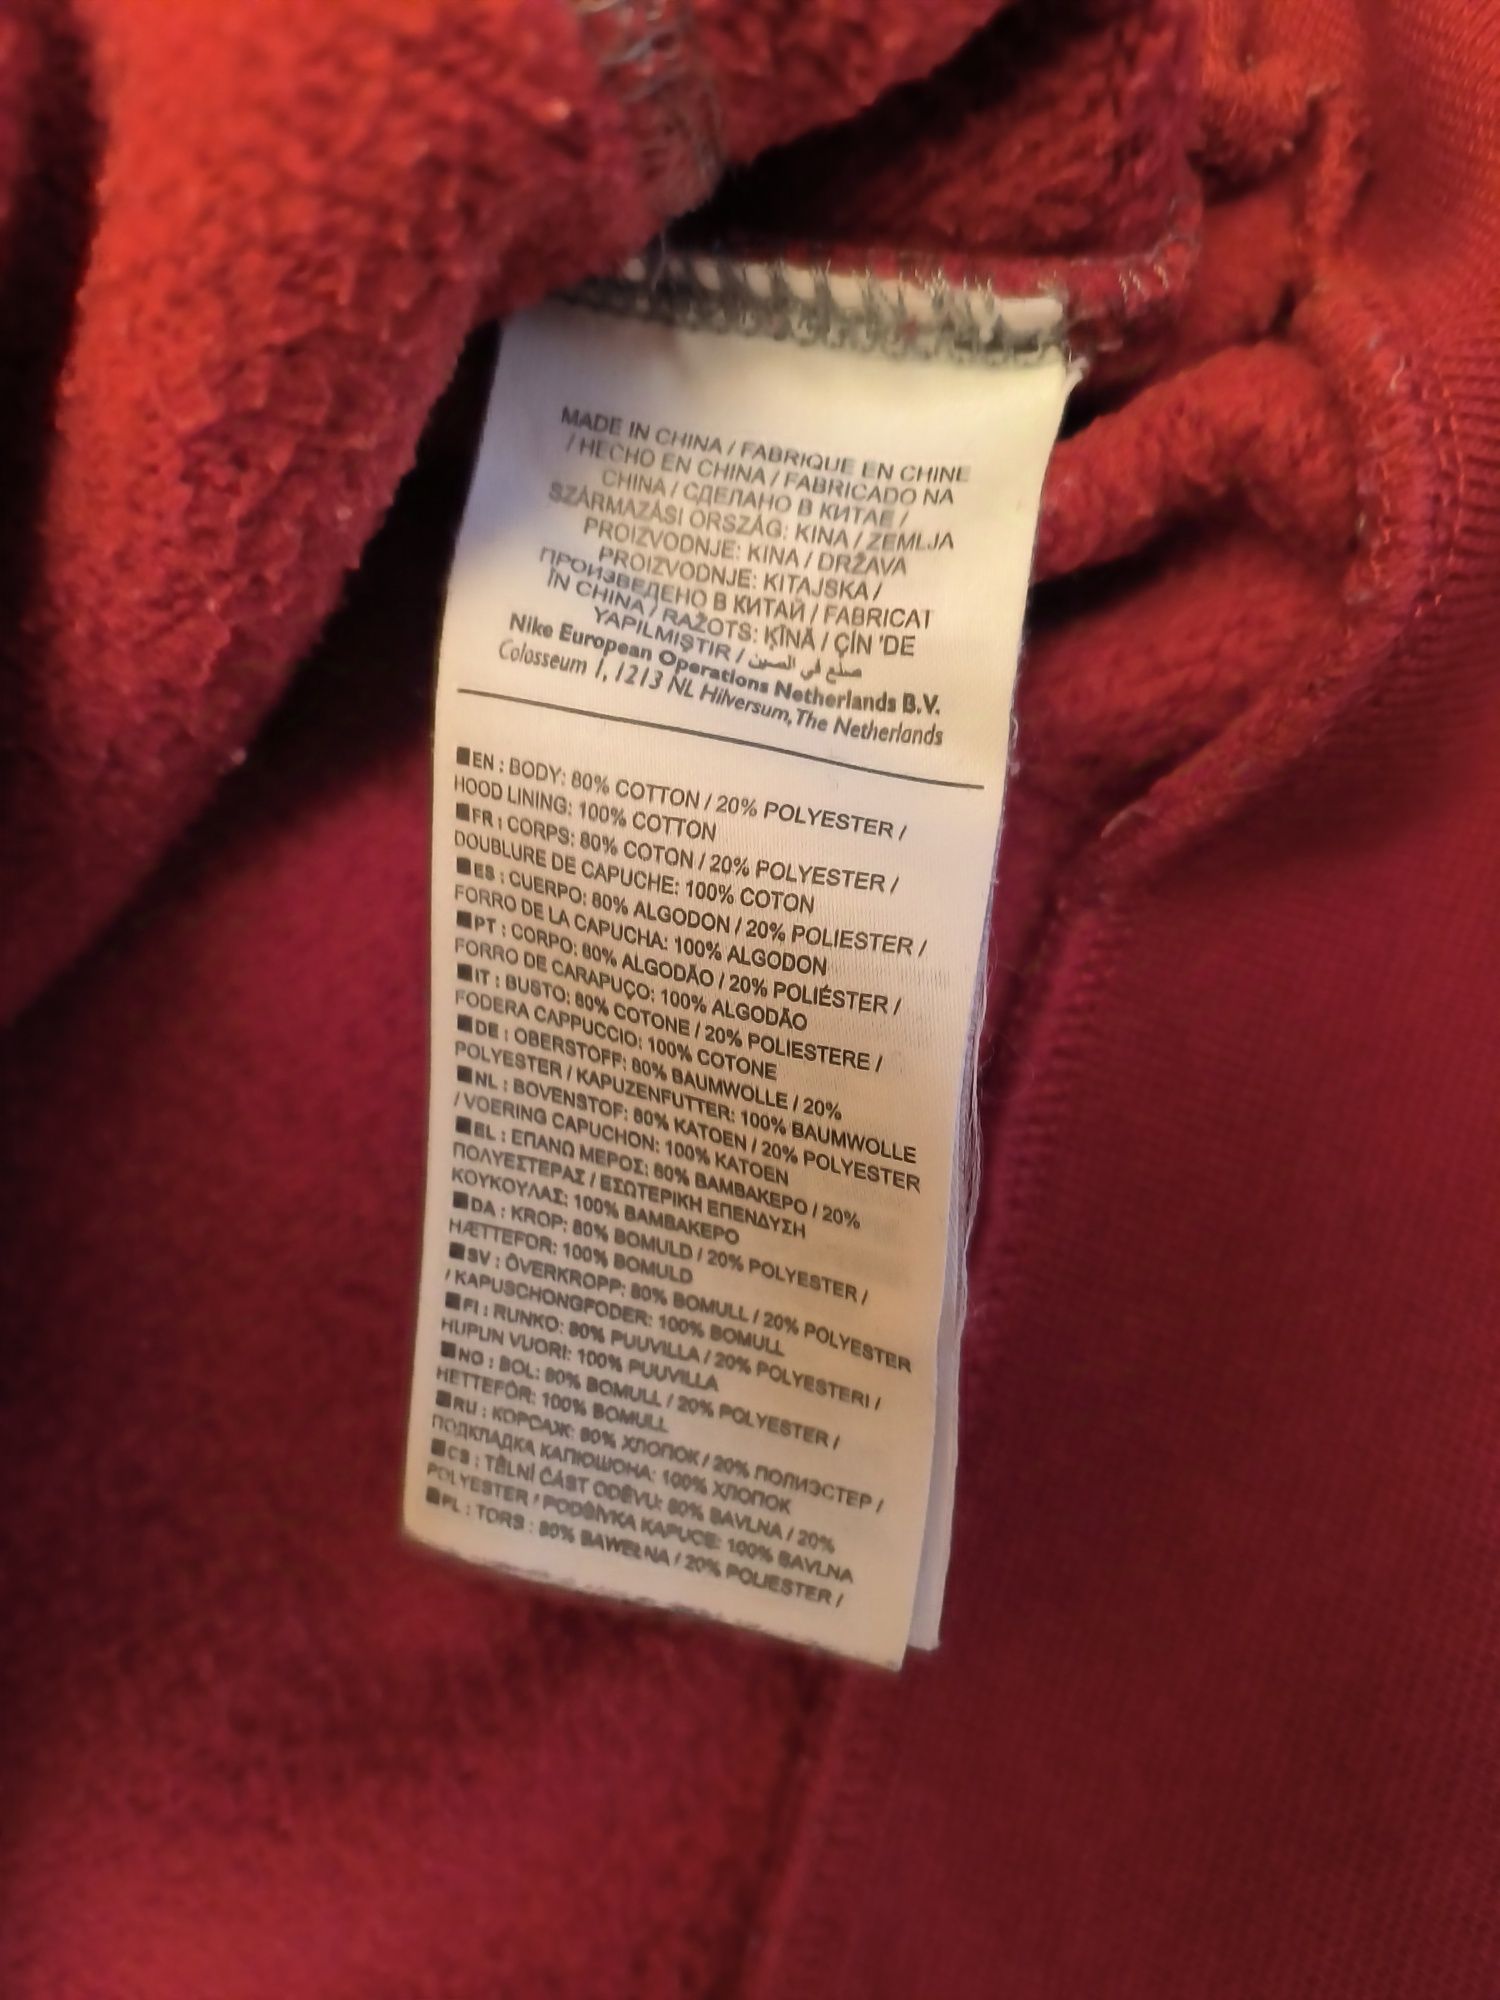 MADE IN CHINA / FABRIQUE EN CHINE
/ HECHO EN CHINA / FABRICADO NA
CHINA / СДЕЛАНО В КИТАЕ /
SZÁRMAZÁSI ORSZÁG: KINA / ZEMLJA
PROIZVODNJE: KINA / DRŽAVA
PROIZVODNJE: KITAJSKA /
ПРОИЗВЕДЕНО В КИТАЙ / FABRICAT
ÎN CHINA / RAŽOTS: ĶĪNĀ / ÇİN 'DE
YAPILMIŞTIR / صنع في الصين
Nike European Operations Netherlands B.V.
Colosseum 1, 1213 NL Hilversum, The Netherlands
■EN : BODY: 80% COTTON / 20% POLYESTER /
HOOD LINING: 100% COTTON
■FR : CORPS: 80% COTON / 20% POLYESTER /
DOUBLURE DE CAPUCHE: 100% COTON
■ES : CUERPO: 80% ALGODON / 20% POLIESTER /
FORRO DE LA CAPUCHA: 100% ALGODON
■PT : CORPO: 80% ALGODÃO / 20% POLIÉSTER /
FORRO DE CARAPUÇO: 100% ALGODÃO
■IT : BUSTO: 80% COTONE / 20% POLIESTERE /
FODERA CAPPUCCIO: 100% COTONE
■DE : OBERSTOFF: 80% BAUMWOLLE / 20%
POLYESTER / KAPUZENFUTTER: 100% BAUMWOLLE
■NL : BOVENSTOF: 80% KATOEN / 20% POLYESTER
/ VOERING CAPUCHON: 100% KATOEN
■EL : ΕΠΑΝΩ ΜΕΡΟΣ: 80% ΒΑΜΒΑΚΕΡΟ / 20%
ΠΟΛΥΕΣΤΕΡΑΣ / ΕΣΩΤΕΡΙΚΗ ΕΠΕΝΔΥΣΗ
ΚΟΥΚΟΥΛΑΣ: 100% ΒΑΜΒΑΚΕΡΟ
■DA : KROP: 80% BOMULD / 20% POLYESTER /
HÆTTEFOR: 100% BOMULD
■SV : ÖVERKROPP: 80% BOMULL / 20% POLYESTER
/ KAPUSCHONGFODER: 100% BOMULL
■FI : RUNKO: 80% PUUVILLA / 20% POLYESTERI /
HUPUN VUORI: 100% PUUVILLA
■NO : BOL: 80% BOMULL / 20% POLYESTER /
HETTEFÔR: 100% BOMULL
■RU : КОРСАЖ: 80% ХЛОПОК / 20% ПОЛИЭСТЕР /
ПОДКЛАДКА КАПЮШОНА: 100% ХЛОПОК
■CS : TĚLNÍ ČÁST ODĚVU: 80% BAVLNA / 20%
POLYESTER / PODŠÍVKA KAPUCE: 100% BAVLNA
■PL : TORS : 80% BAWEŁNA / 20% POLIESTER /